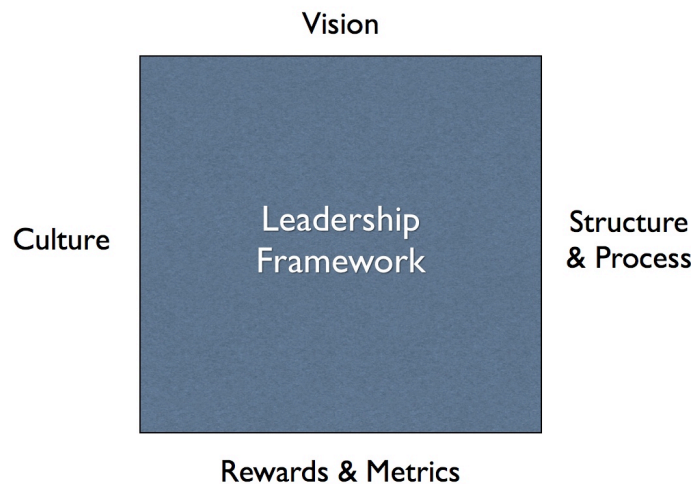 Vision
Leadership
Framework
Culture
Structure
& Process
Rewards & Metrics